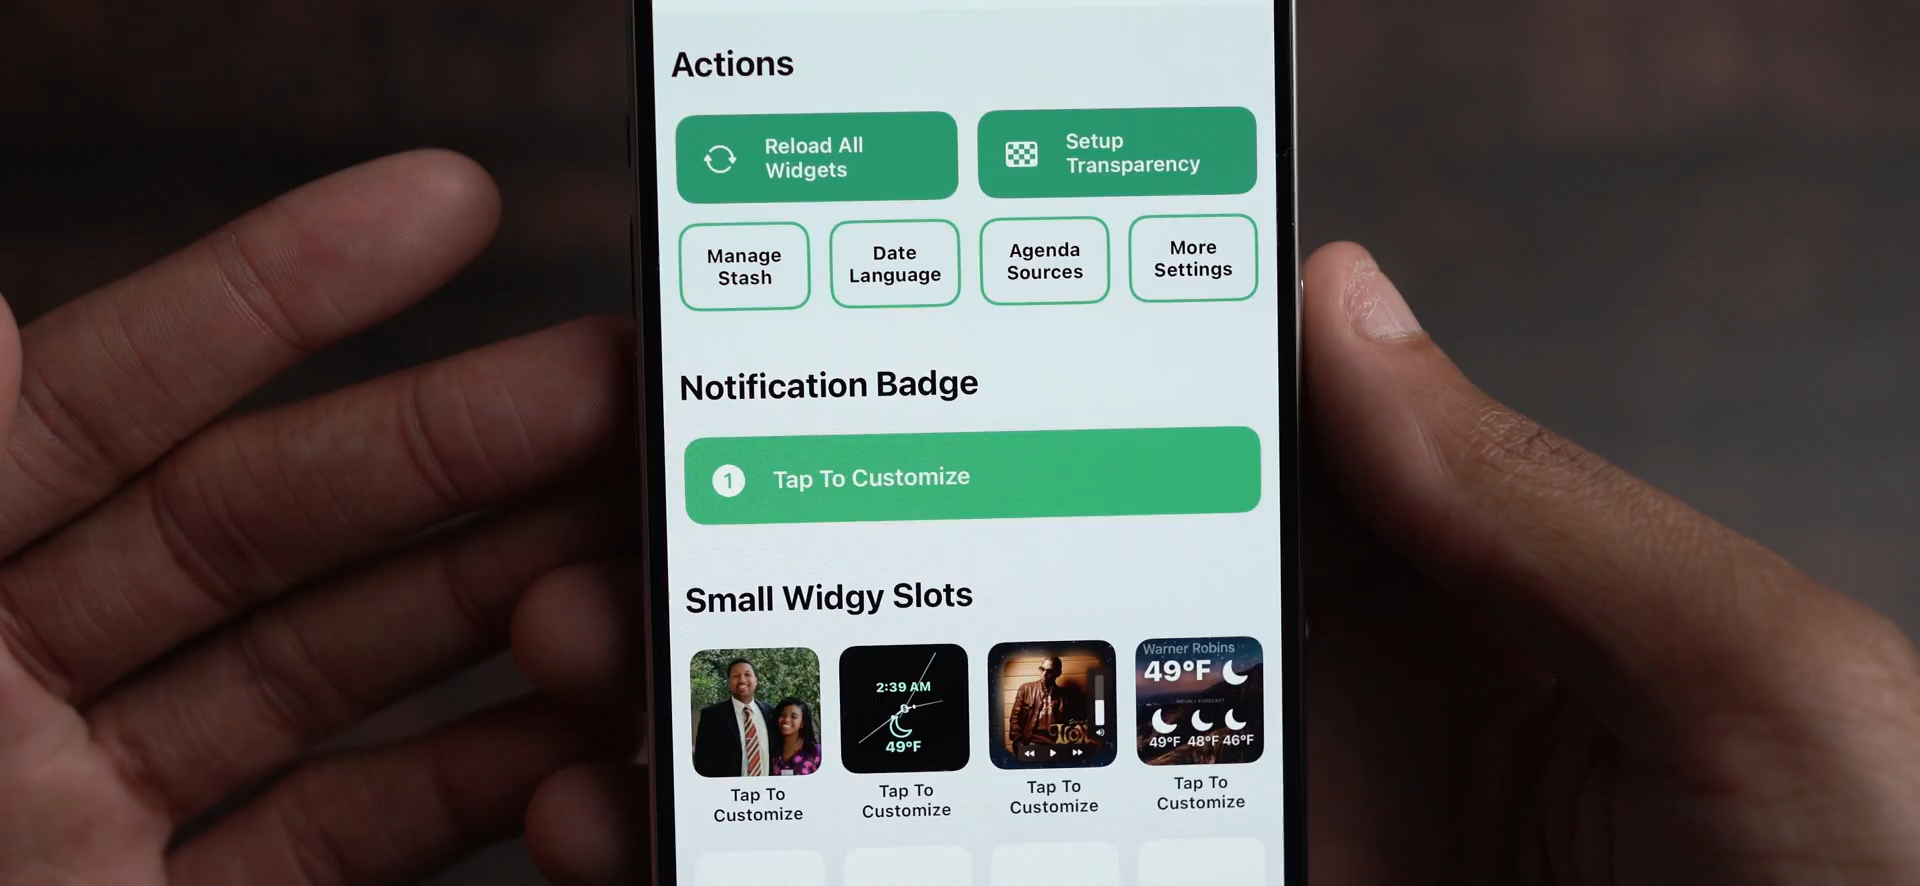 Actions
Reload All
Widgets
Setup
Transparency
Manage
Stash
Date
Language
Agenda
Sources
More
Settings
Notification Badge
1
Tap To Customize
Small Widgy Slots
2:39 AM
49°F
Warner Robins
49°F
HOURLY FORECAST
49°F 48°F 46°F
Tap To
Customize
Tap To
Customize
Tap To
Customize
Tap To
Customize